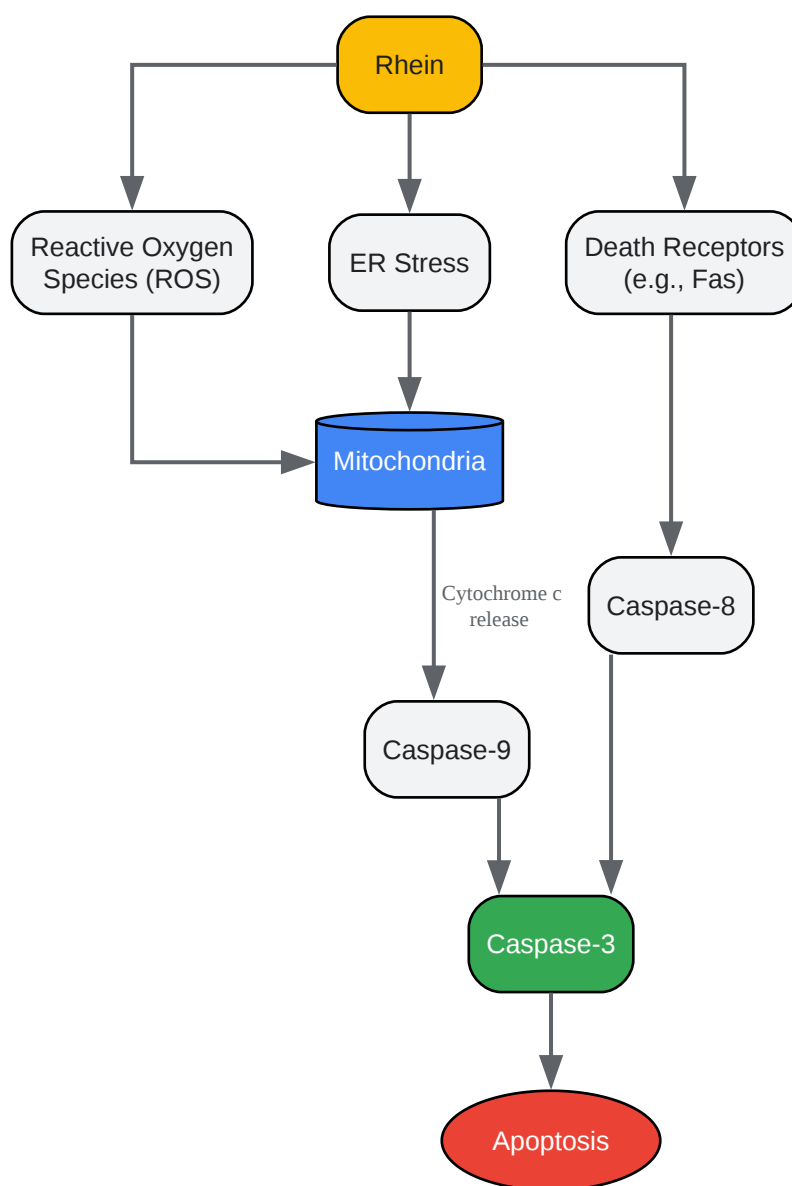 Rhein
Reactive Oxygen
Species (ROS)
ER Stress
Death Receptors
(e.g., Fas)
Mitochondria
Cytochrome c
release
Caspase-8
Caspase-9
Caspase-3
Apoptosis